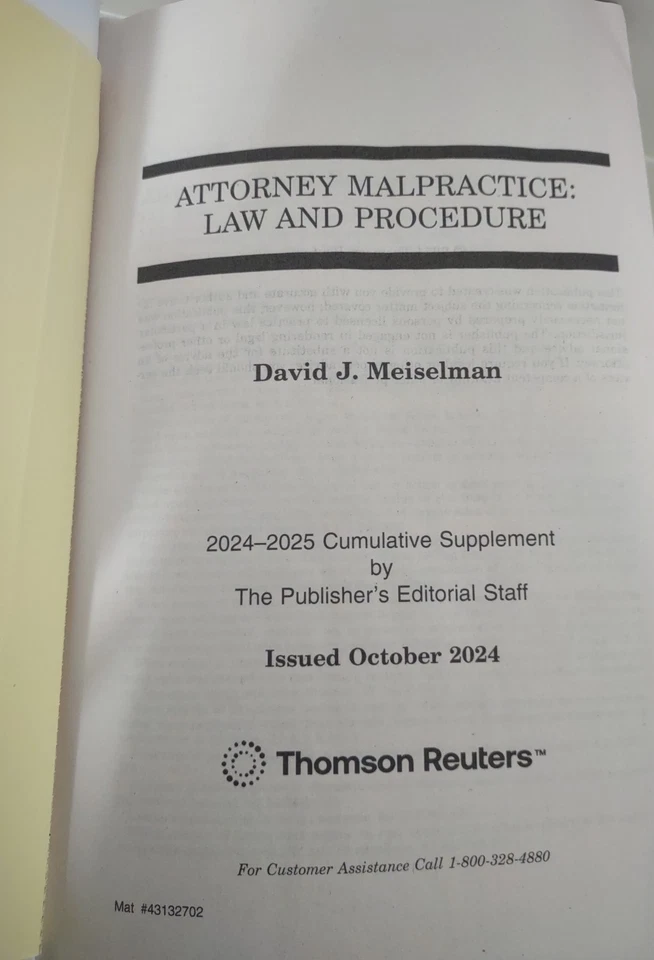 ATTORNEY MALPRACTICE:
LAW AND PROCEDURE
David J. Meiselman
2024–2025 Cumulative Supplement
by
The Publisher's Editorial Staff
Issued October 2024
Thomson Reuters™
For Customer Assistance Call 1-800-328-4880
Mat #43132702